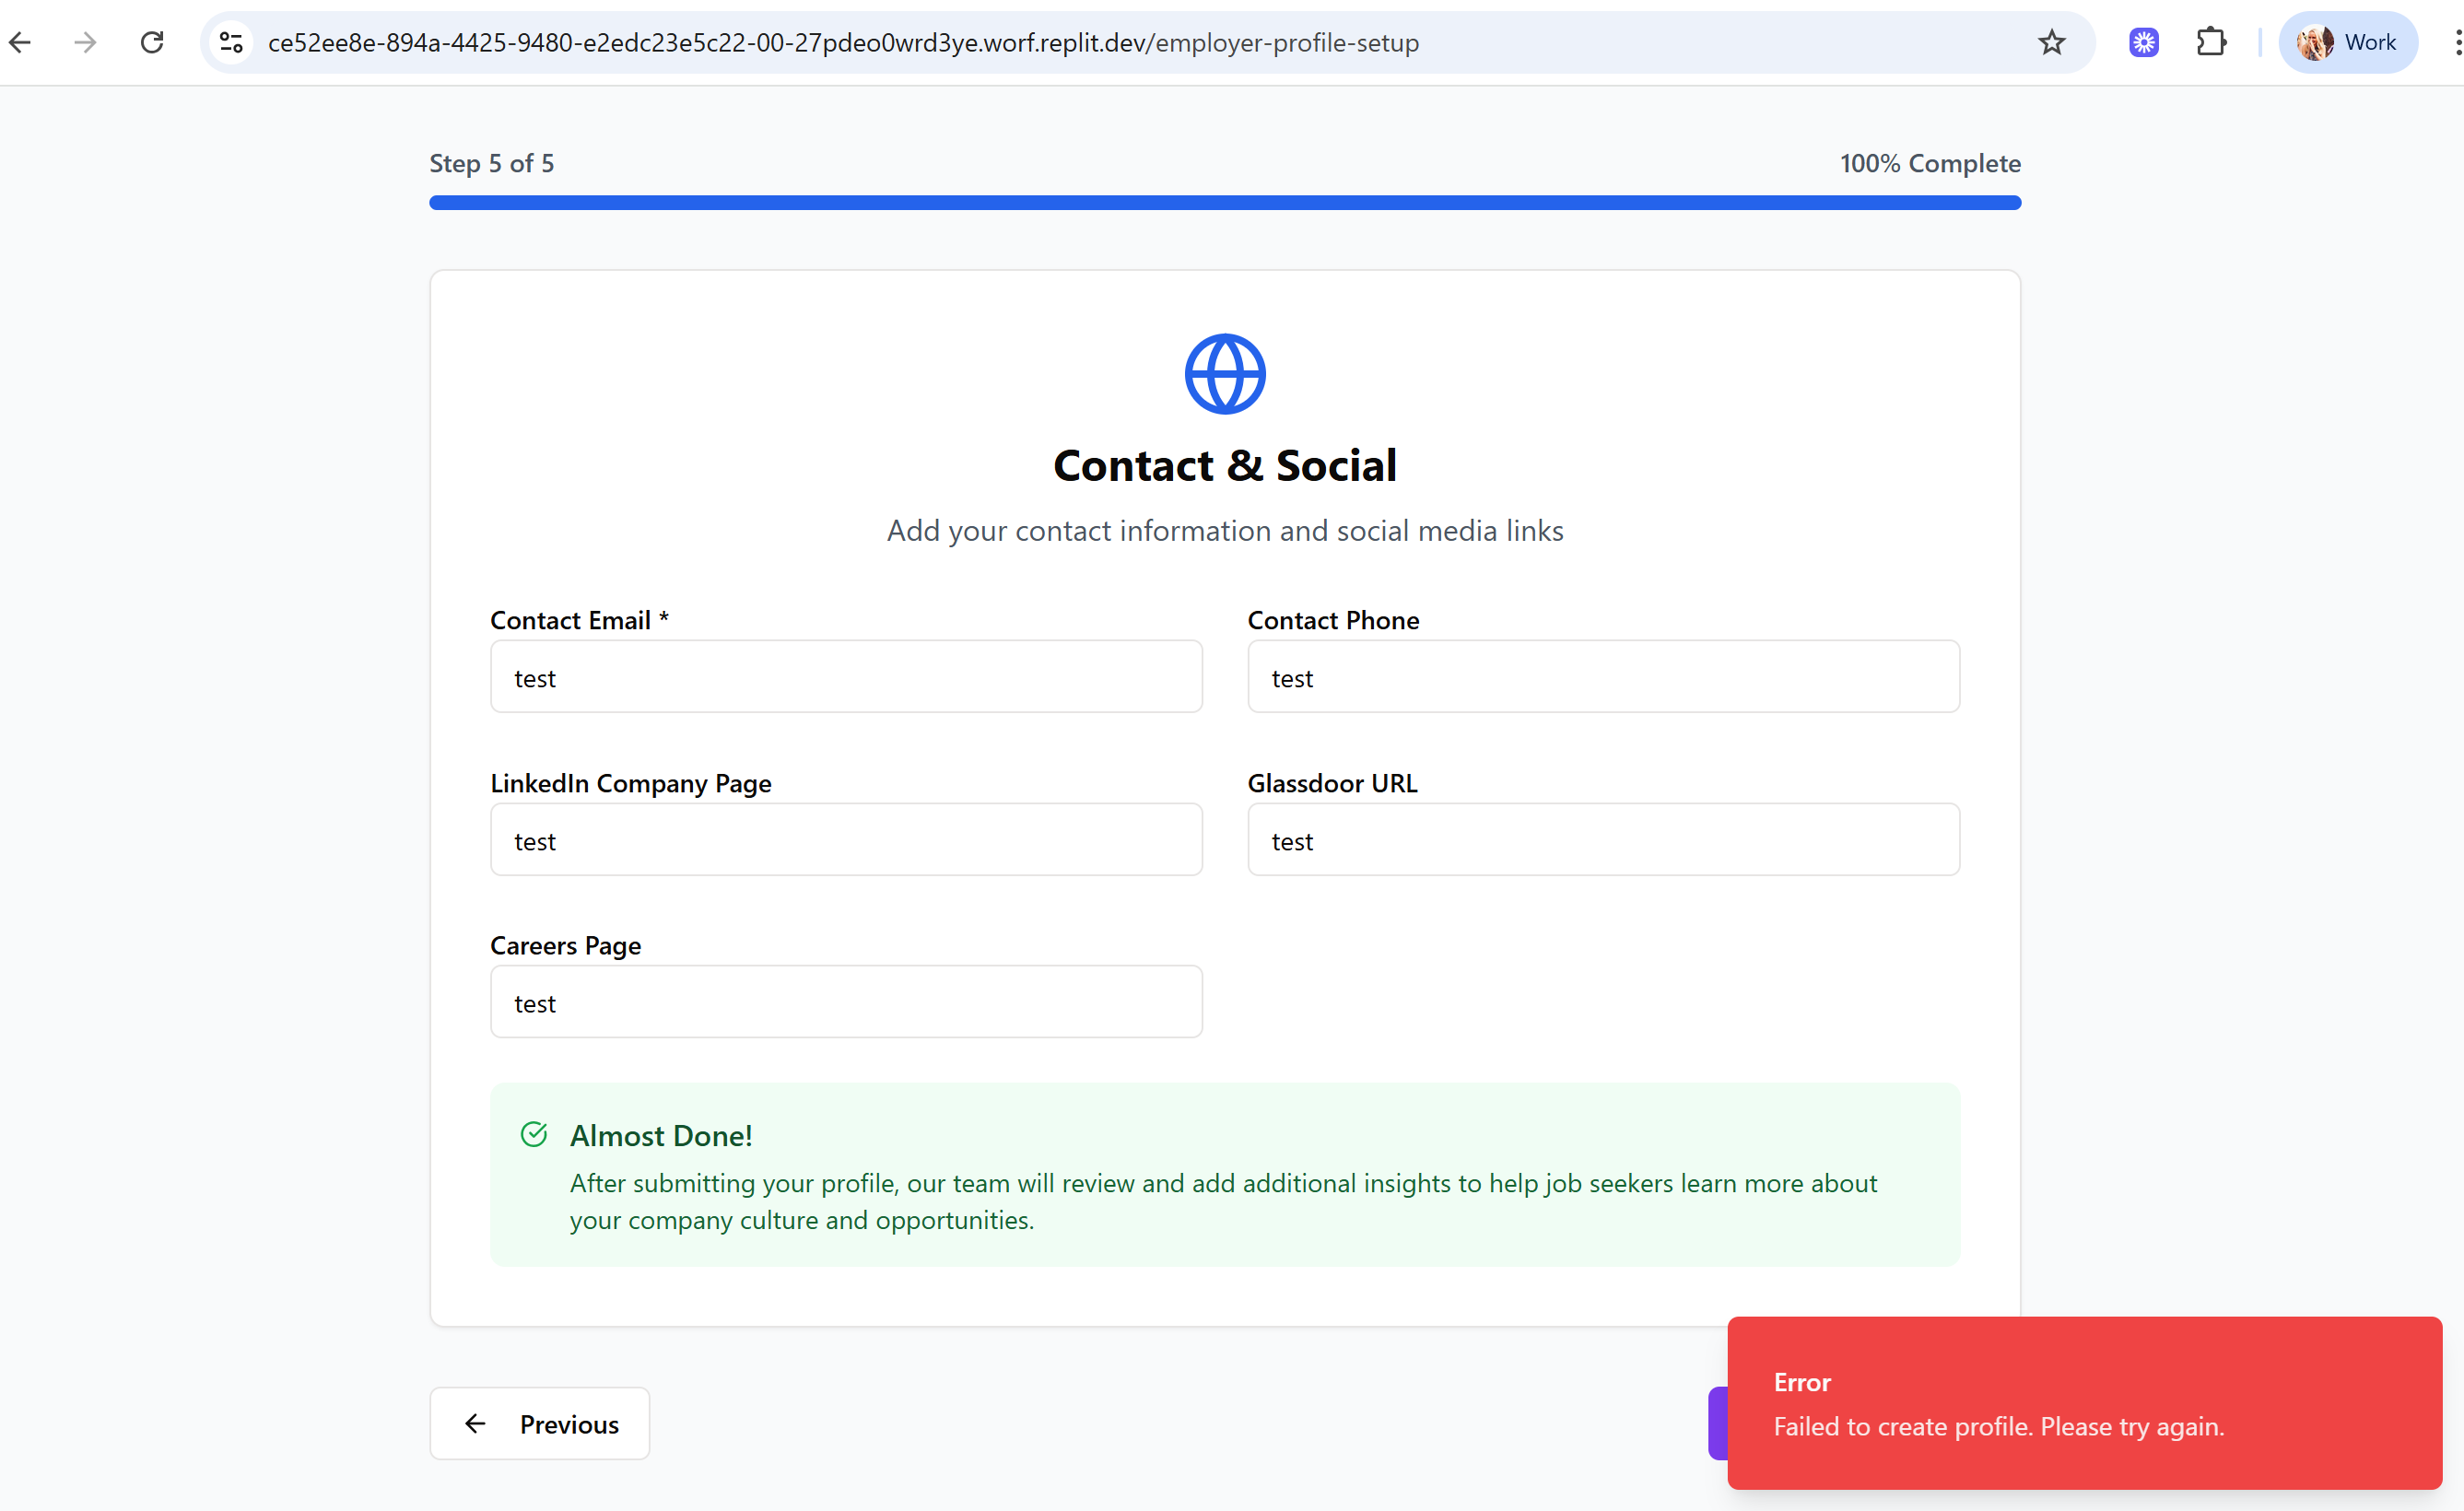 ce52ee8e-894a-4425-9480-e2edc23e5c22-00-27pdeo0wrd3ye.worf.replit.dev/employer-profile-setup
Work
Step 5 of 5
100% Complete
Contact & Social
Add your contact information and social media links
Contact Email *
Contact Phone
test
test
LinkedIn Company Page
Glassdoor URL
test
test
Careers Page
test
Almost Done!
After submitting your profile, our team will review and add additional insights to help job seekers learn more about
your company culture and opportunities.
Previous
Error
Failed to create profile. Please try again.